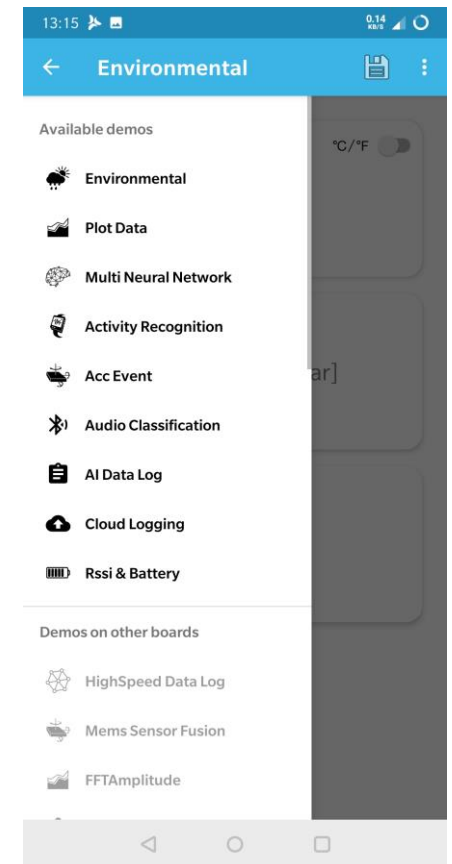 13:15
0.14
KB/S
Environmental
Available demos
°C/°F
Environmental
Plot Data
Multi Neural Network
Activity Recognition
Acc Event
ar]
Audio Classification
AI Data Log
Cloud Logging
Rssi & Battery
Demos on other boards
HighSpeed Data Log
Mems Sensor Fusion
FFTAmplitude